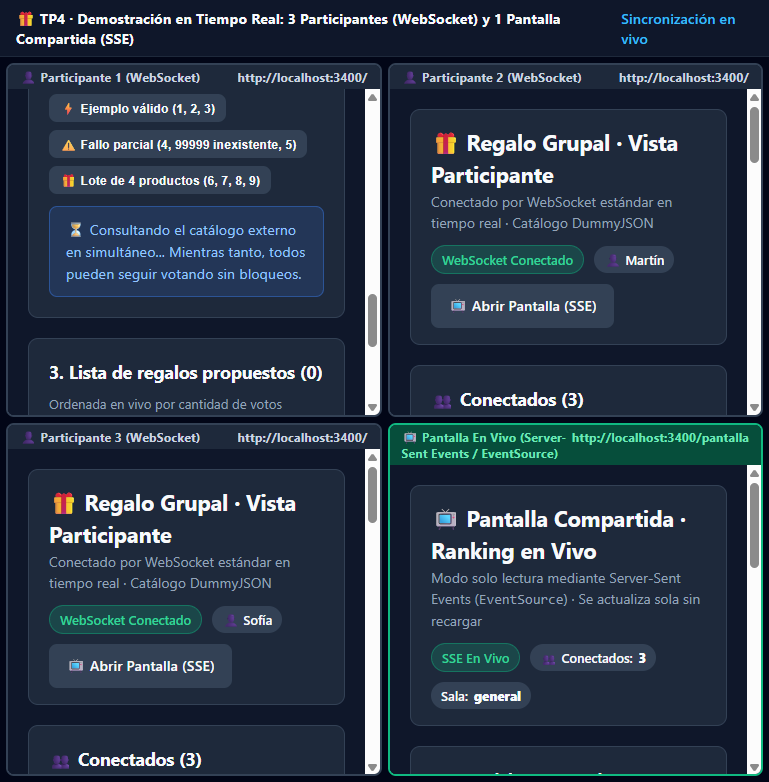 🎁 TP4 · Demostración en Tiempo Real: 3 Participantes (WebSocket) y 1 Pantalla
Compartida (SSE)
Sincronización en
vivo
👤 Participante 1 (WebSocket) http://localhost:3400/
⚡ Ejemplo válido (1, 2, 3)
⚠️ Fallo parcial (4, 99999 inexistente, 5)
🎁 Lote de 4 productos (6, 7, 8, 9)
⏳ Consultando el catálogo externo
en simultáneo... Mientras tanto, todos
pueden seguir votando sin bloqueos.
3. Lista de regalos propuestos (0)
Ordenada en vivo por cantidad de votos
👤 Participante 2 (WebSocket) http://localhost:3400/
🎁 Regalo Grupal · Vista
Participante
Conectado por WebSocket estándar en
tiempo real · Catálogo DummyJSON
WebSocket Conectado 👤 Martín
📺 Abrir Pantalla (SSE)
👥 Conectados (3)
👤 Participante 3 (WebSocket) http://localhost:3400/
🎁 Regalo Grupal · Vista
Participante
Conectado por WebSocket estándar en
tiempo real · Catálogo DummyJSON
WebSocket Conectado 👤 Sofía
📺 Abrir Pantalla (SSE)
👥 Conectados (3)
📺 Pantalla En Vivo (Server-
Sent Events / EventSource)
http://localhost:3400/pantalla
📺 Pantalla Compartida ·
Ranking en Vivo
Modo solo lectura mediante Server-Sent
Events (EventSource) · Se actualiza sola sin
recargar
SSE En Vivo 👥 Conectados: 3
Sala: general